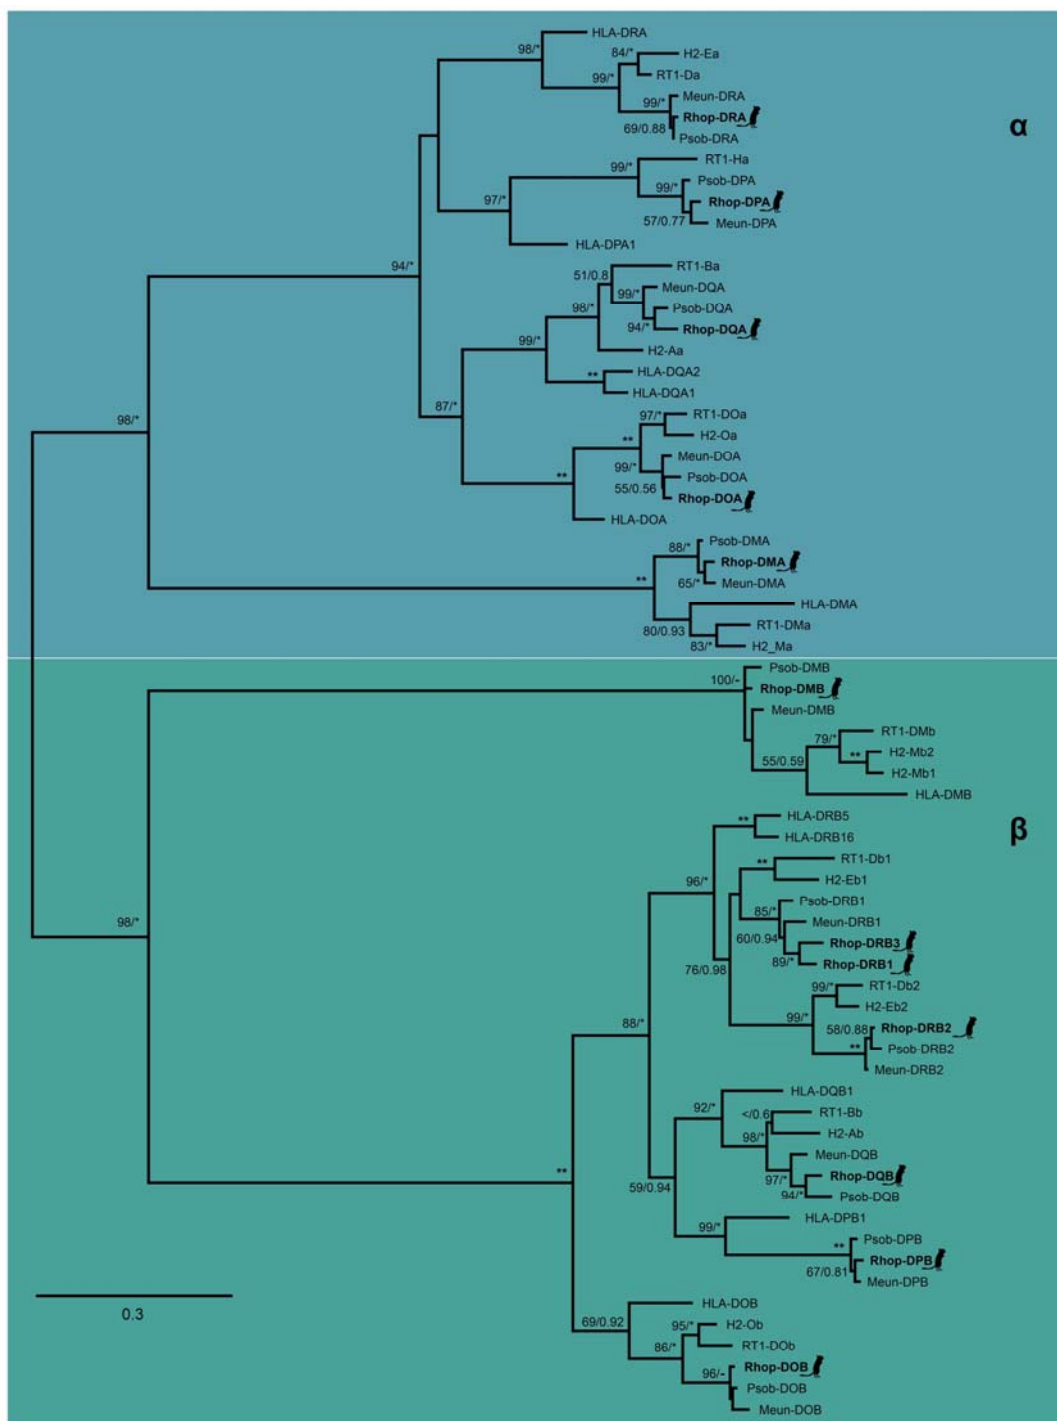 HLA-DRA
98/*
84/*
H2-Ea
99/*
RT1-Da
99/*
Meun-DRA
Rhop-DRA
69/0.88
Psob-DRA
α
RT1-Ha
99/*
Psob-DPA
99/*
97/*
Rhop-DPA
57/0.77
Meun-DPA
HLA-DPA1
94/*
RT1-Ba
51/0.8
Meun-DQA
99/*
98/*
Psob-DQA
94/*
Rhop-DQA
99/*
H2-Aa
**
HLA-DQA2
HLA-DQA1
87/*
97/*
RT1-DOa
98/*
**
H2-Oa
Meun-DOA
99/*
**
Psob-DOA
55/0.56
Rhop-DOA
HLA-DOA
Psob-DMA
88/*
Rhop-DMA
**
65/*
Meun-DMA
HLA-DMA
80/0.93
RT1-DMa
83/*
H2_Ma
Psob-DMB
100/-
Rhop-DMB
Meun-DMB
79/*
RT1-DMb
**
H2-Mb2
55/0.59
H2-Mb1
HLA-DMB
**
HLA-DRB5
β
HLA-DRB16
**
RT1-Db1
96/*
H2-Eb1
Psob-DRB1
85/*
Meun-DRB1
60/0.94
Rhop-DRB3
98/*
89/*
Rhop-DRB1
76/0.98
99/*
RT1-Db2
H2-Eb2
99/*
88/*
58/0.88
Rhop-DRB2
**
Psob-DRB2
Meun-DRB2
HLA-DQB1
92/*
</0.6
RT1-Bb
98/*
H2-Ab
Meun-DQB
**
97/*
Rhop-DQB
59/0.94
94/*
Psob-DQB
HLA-DPB1
99/*
**
Psob-DPB
Rhop-DPB
67/0.81
Meun-DPB
HLA-DOB
0.3
69/0.92
95/*
H2-Ob
86/*
RT1-DOb
96/-
Rhop-DOB
Psob-DOB
Meun-DOB